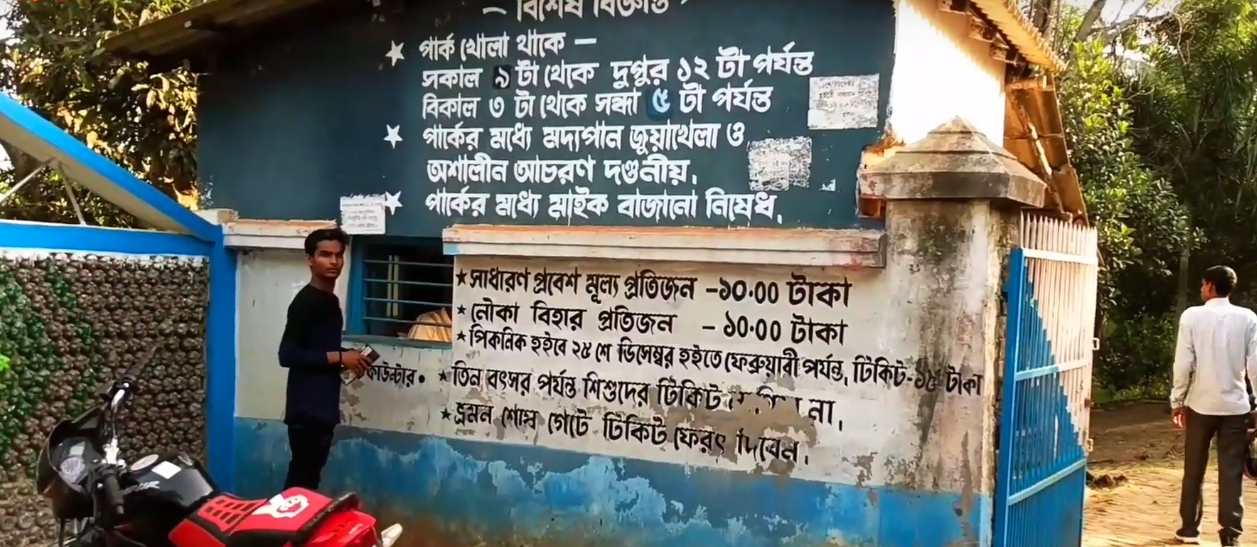 — বিশেষ বিজ্ঞপ্তি
★ পার্ক খোলা থাকে —
সকাল ৯ টা থেকে দুপুর ১২ টা পর্যন্ত
বিকাল ৩ টা থেকে সন্ধা ৫ টা পর্যন্ত
★ পার্কের মধ্যে মদ্যপান জুয়াখেলা ও
অশালীন আচরণ দণ্ডনীয়.
★ পার্কের মধ্যে মাইক বাজানো নিষেধ.
★ সাধারণ প্রবেশ মূল্য প্রতিজন -১০.০০ টাকা
★ নৌকা বিহার প্রতিজন - ১০.০০ টাকা
★ পিকনিক হইবে ২৫ শে ডিসেম্বর হইতে ফেব্রুয়ারী পর্যন্ত, টিকিট-১৫ টাকা
কাউন্টার • ★ তিন বৎসর পর্যন্ত শিশুদের টিকিট না.
★ ভ্রমন শেষে গেটে টিকিট ফেরৎ দিবেন.